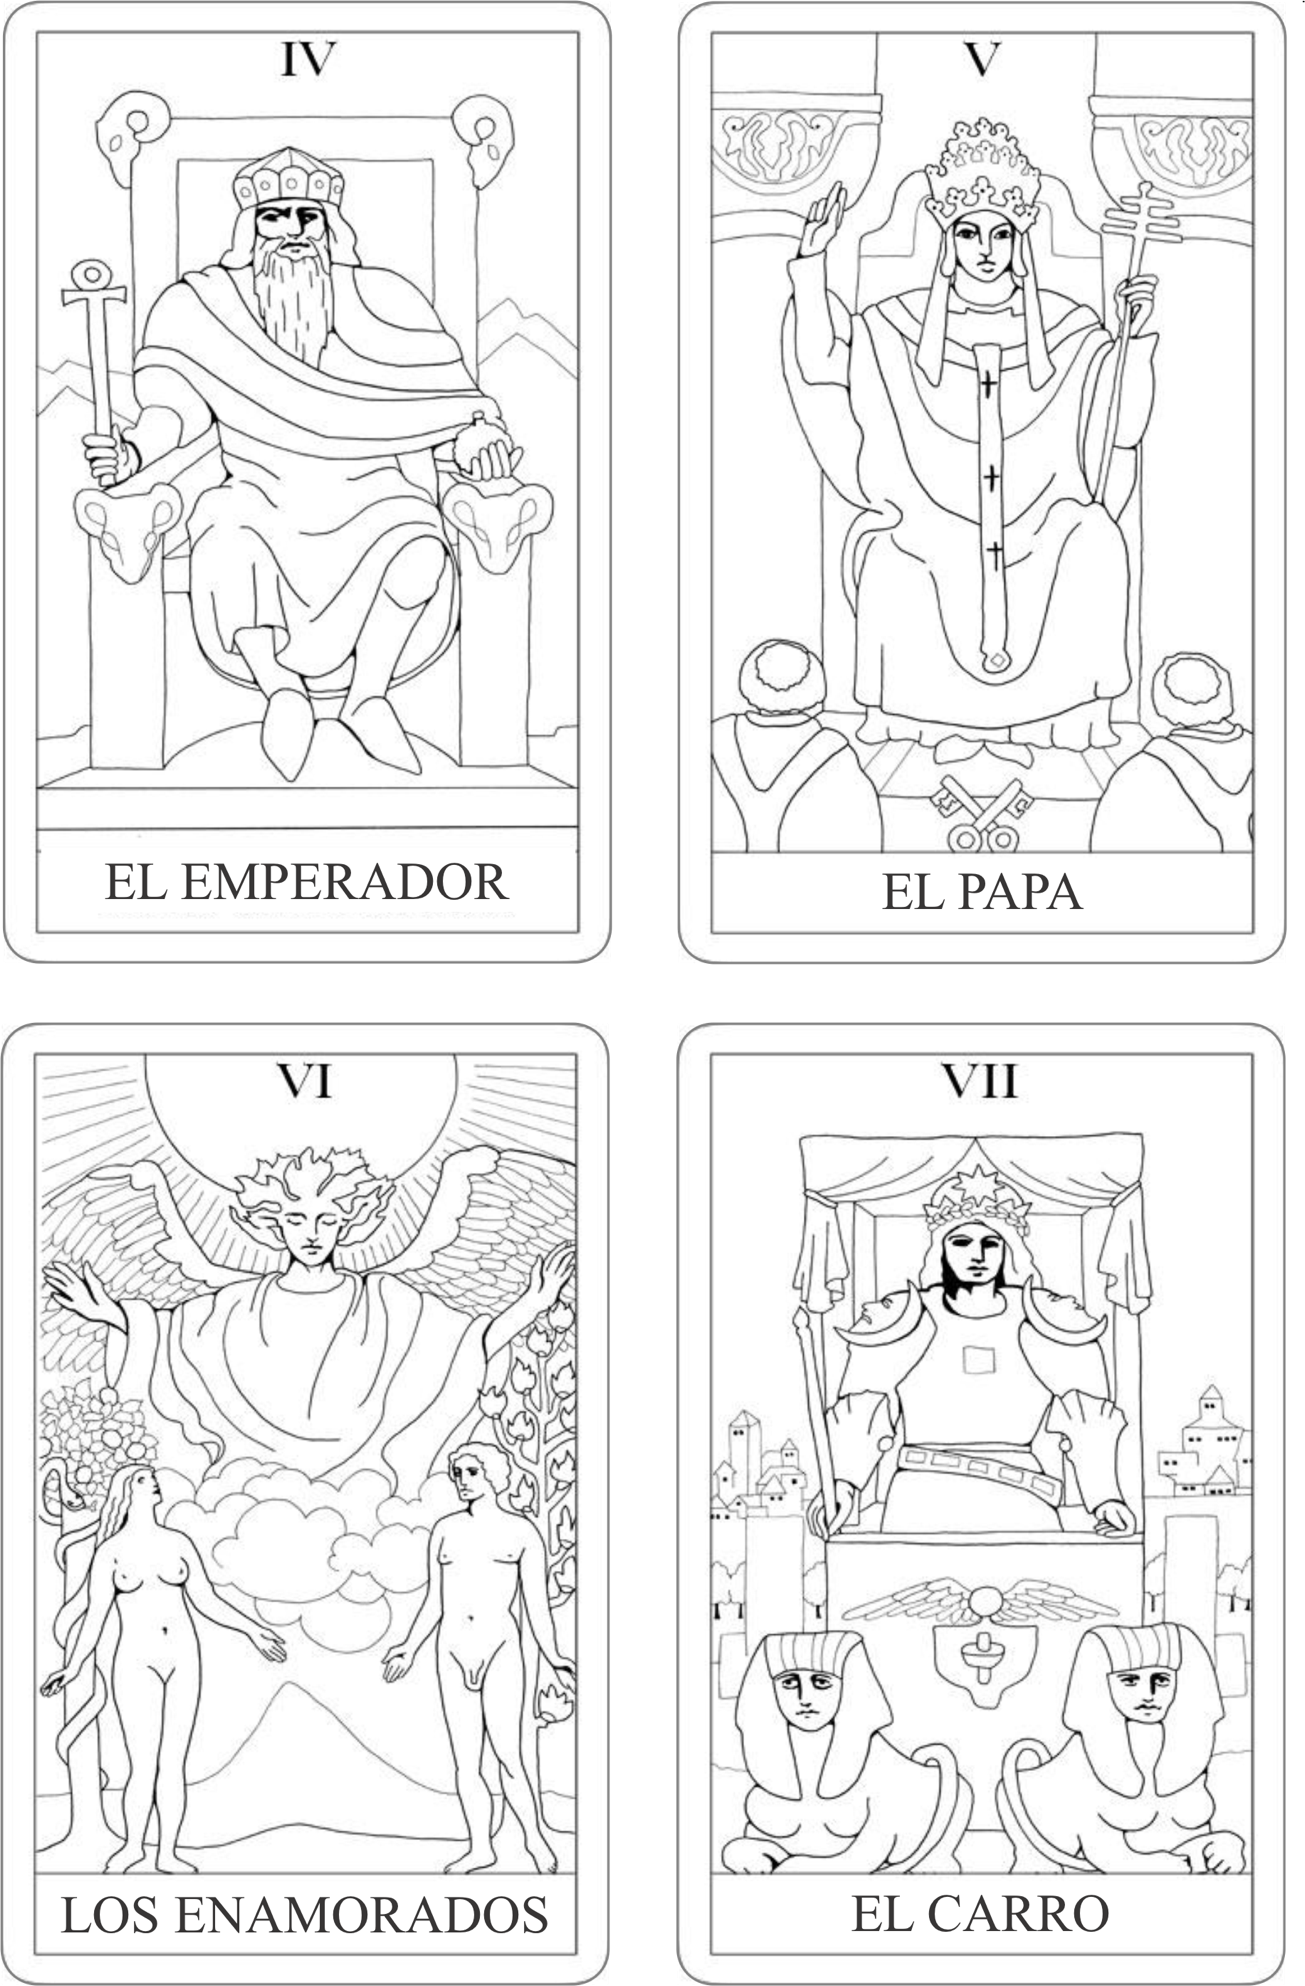 IV
EL EMPERADOR
V
EL PAPA
VI
LOS ENAMORADOS
VII
EL CARRO